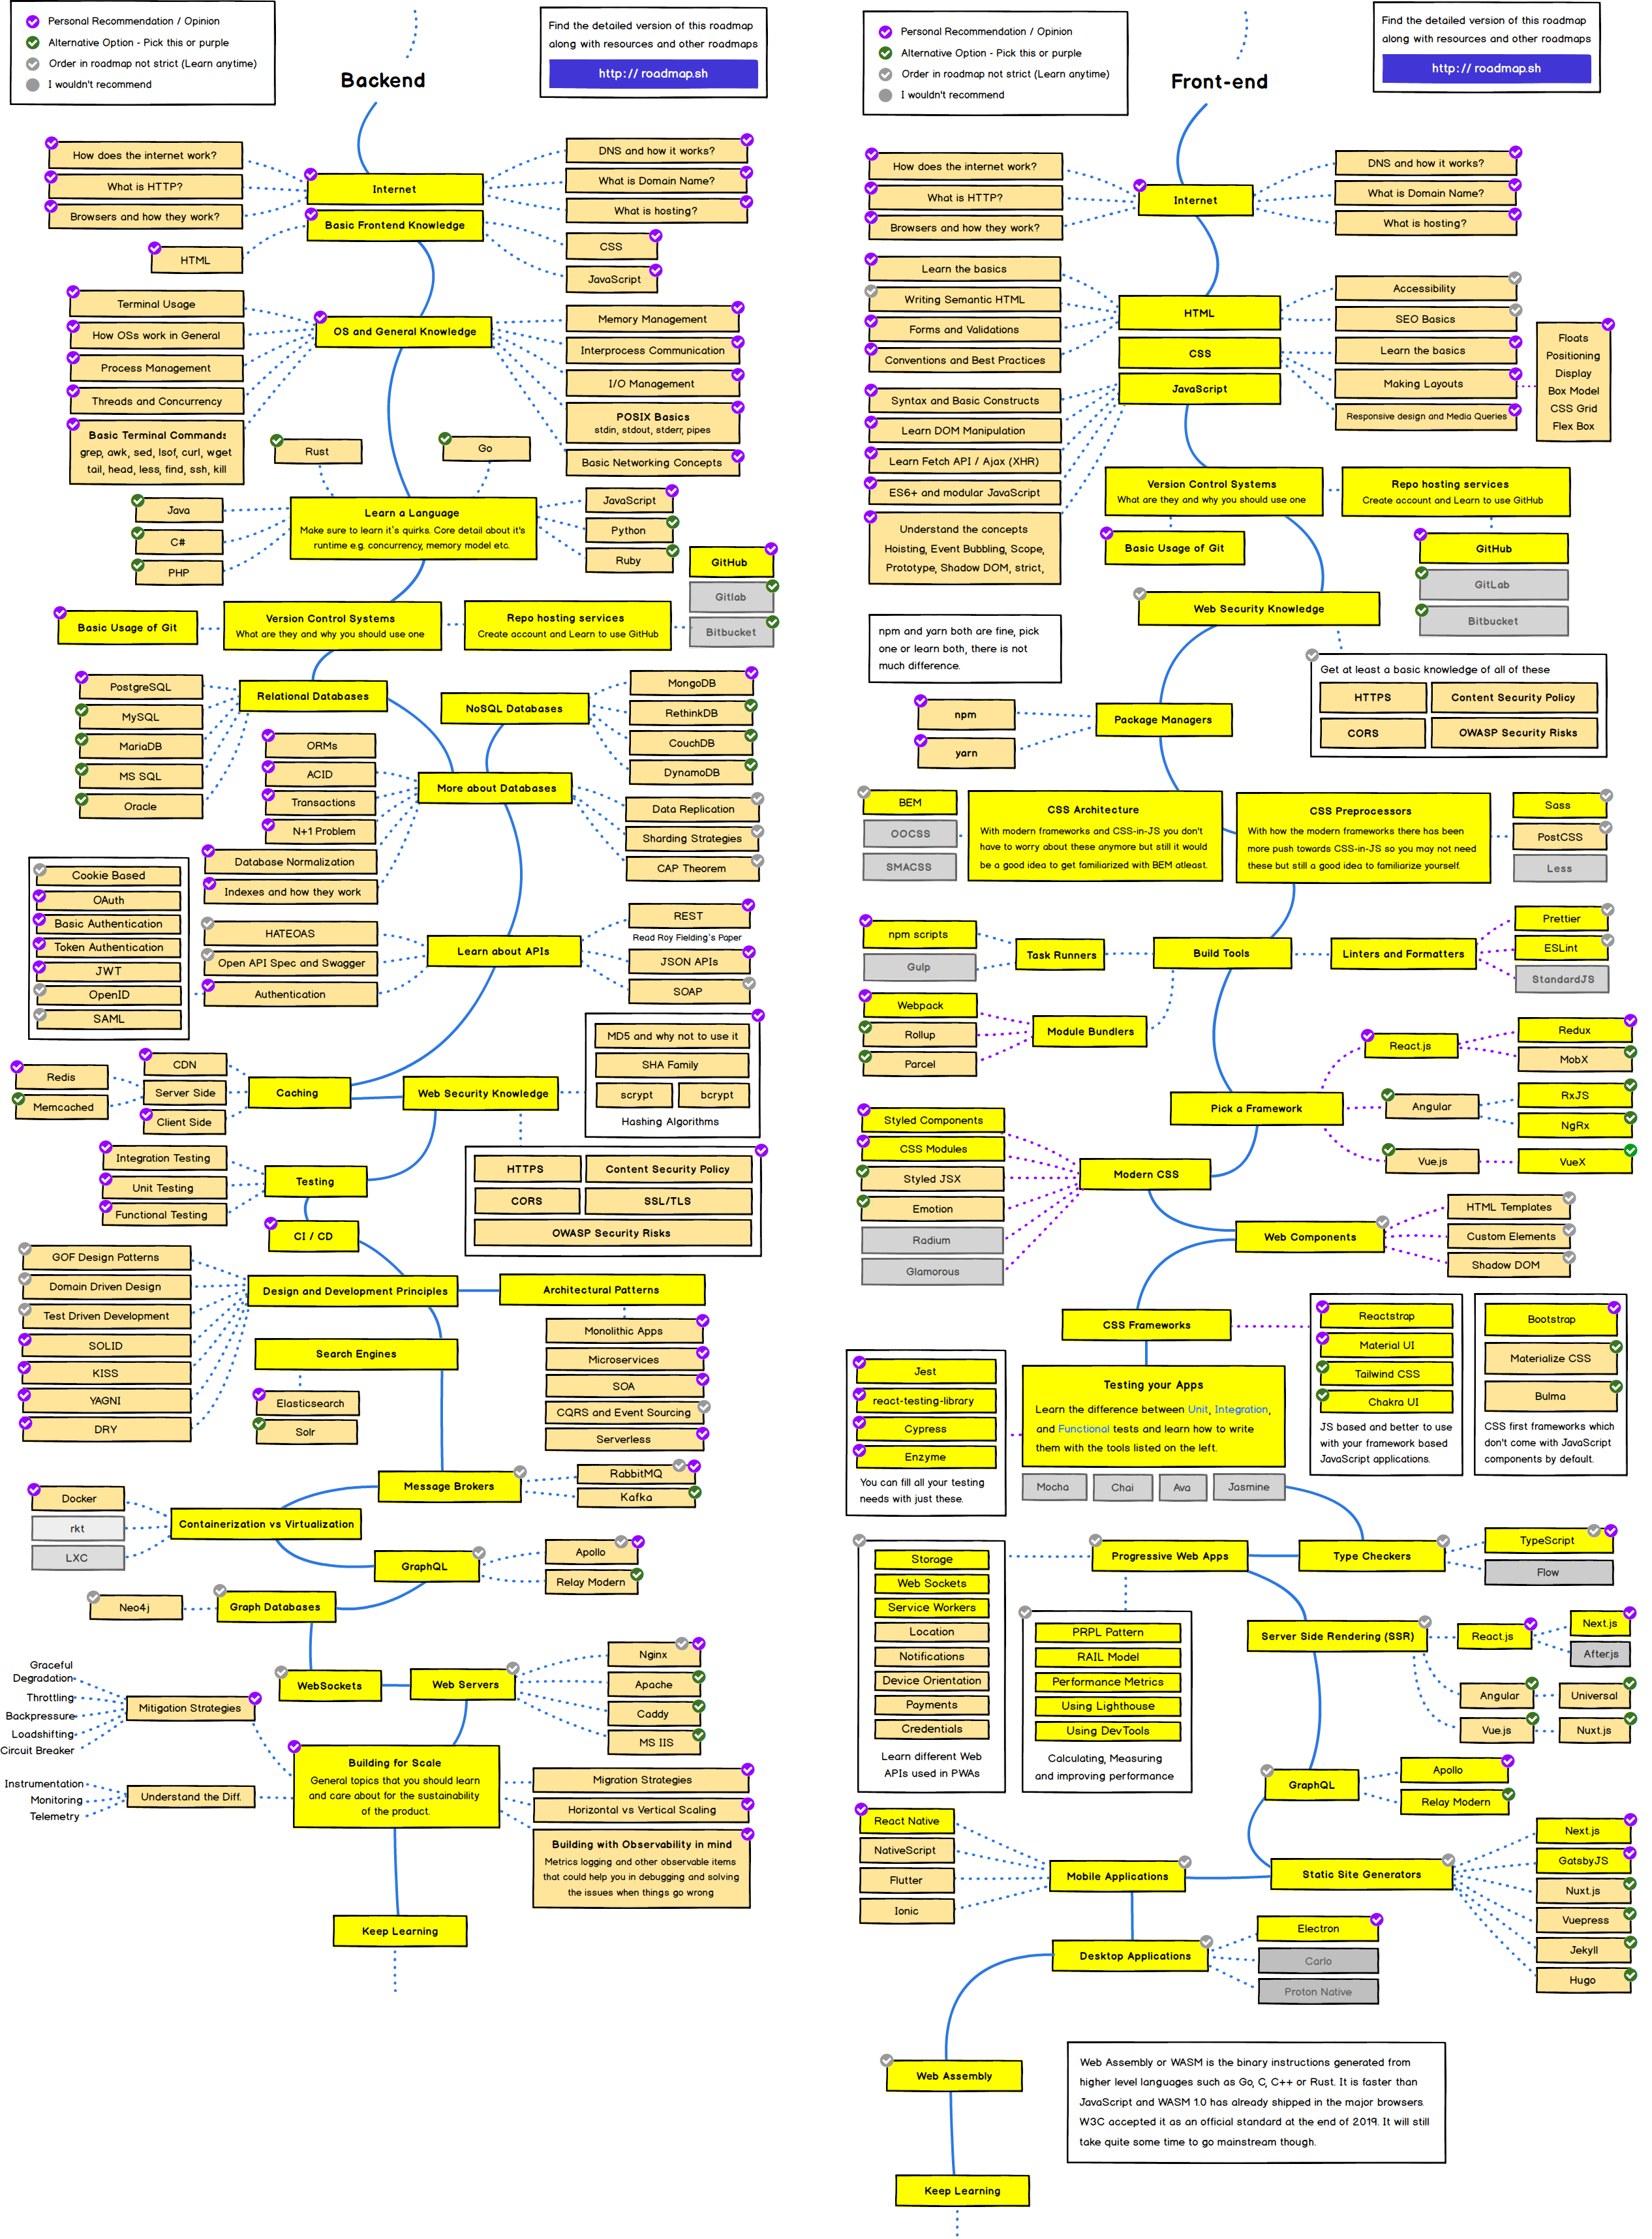 Personal Recommendation / Opinion
Alternative Option - Pick this or purple
Order in roadmap not strict (Learn anytime)
I wouldn't recommend
Find the detailed version of this roadmap
along with resources and other roadmaps
http://roadmap.sh
Backend
How does the internet work?
What is HTTP?
Browsers and how they work?
Internet
DNS and how it works?
What is Domain Name?
What is hosting?
Basic Frontend Knowledge
HTML
CSS
JavaScript
Terminal Usage
How OSs work in General
Process Management
Threads and Concurrency
Basic Terminal Commands
grep, awk, sed, lsof, curl, wget
tail, head, less, find, ssh, kill
OS and General Knowledge
Memory Management
Interprocess Communication
I/O Management
POSIX Basics
stdin, stdout, stderr, pipes
Basic Networking Concepts
Rust
Go
Java
C#
PHP
Learn a Language
Make sure to learn it's quirks. Core detail about it's
runtime e.g. concurrency, memory model etc.
JavaScript
Python
Ruby
GitHub
Gitlab
Bitbucket
Basic Usage of Git
Version Control Systems
What are they and why you should use one
Repo hosting services
Create account and Learn to use GitHub
PostgreSQL
MySQL
MariaDB
MS SQL
Oracle
Relational Databases
NoSQL Databases
MongoDB
RethinkDB
CouchDB
DynamoDB
ORMs
ACID
Transactions
N+1 Problem
Database Normalization
Indexes and how they work
More about Databases
Data Replication
Sharding Strategies
CAP Theorem
Cookie Based
OAuth
Basic Authentication
Token Authentication
JWT
OpenID
SAML
HATEOAS
Open API Spec and Swagger
Authentication
Learn about APIs
REST
Read Roy Fielding's Paper
JSON APIs
SOAP
MD5 and why not to use it
SHA Family
scrypt
bcrypt
Hashing Algorithms
Redis
Memcached
CDN
Server Side
Client Side
Caching
Web Security Knowledge
HTTPS
Content Security Policy
CORS
SSL/TLS
OWASP Security Risks
Integration Testing
Unit Testing
Functional Testing
Testing
CI / CD
GOF Design Patterns
Domain Driven Design
Test Driven Development
SOLID
KISS
YAGNI
DRY
Design and Development Principles
Architectural Patterns
Monolithic Apps
Microservices
SOA
CQRS and Event Sourcing
Serverless
Search Engines
Elasticsearch
Solr
Message Brokers
RabbitMQ
Kafka
Docker
rkt
LXC
Containerization vs Virtualization
GraphQL
Apollo
Relay Modern
Neo4j
Graph Databases
WebSockets
Web Servers
Nginx
Apache
Caddy
MS IIS
Graceful
Degradation
Throttling
Backpressure
Loadshifting
Circuit Breaker
Mitigation Strategies
Instrumentation
Monitoring
Telemetry
Understand the Diff.
Building for Scale
General topics that you should learn
and care about for the sustainability
of the product.
Migration Strategies
Horizontal vs Vertical Scaling
Building with Observability in mind
Metrics logging and other observable items
that could help you in debugging and solving
the issues when things go wrong
Keep Learning
Personal Recommendation / Opinion
Alternative Option - Pick this or purple
Order in roadmap not strict (Learn anytime)
I wouldn't recommend
Find the detailed version of this roadmap
along with resources and other roadmaps
http://roadmap.sh
Front-end
How does the internet work?
What is HTTP?
Browsers and how they work?
Internet
DNS and how it works?
What is Domain Name?
What is hosting?
Learn the basics
Writing Semantic HTML
Forms and Validations
Conventions and Best Practices
HTML
Accessibility
SEO Basics
CSS
Learn the basics
Making Layouts
Responsive design and Media Queries
Floats
Positioning
Display
Box Model
CSS Grid
Flex Box
JavaScript
Syntax and Basic Constructs
Learn DOM Manipulation
Learn Fetch API / Ajax (XHR)
ES6+ and modular JavaScript
Understand the concepts
Hoisting, Event Bubbling, Scope,
Prototype, Shadow DOM, strict,
Version Control Systems
What are they and why you should use one
Basic Usage of Git
Repo hosting services
Create account and Learn to use GitHub
GitHub
GitLab
Bitbucket
Web Security Knowledge
Get at least a basic knowledge of all of these
HTTPS
Content Security Policy
CORS
OWASP Security Risks
npm and yarn both are fine, pick
one or learn both, there is not
much difference.
npm
yarn
Package Managers
BEM
OOCSS
SMACSS
CSS Architecture
With modern frameworks and CSS-in-JS you don't
have to worry about these anymore but still it would
be a good idea to get familiarized with BEM atleast.
CSS Preprocessors
With how the modern frameworks there has been
more push towards CSS-in-JS so you may not need
these but still a good idea to familiarize yourself.
Sass
PostCSS
Less
npm scripts
Gulp
Task Runners
Build Tools
Linters and Formatters
Prettier
ESLint
StandardJS
Webpack
Rollup
Parcel
Module Bundlers
Pick a Framework
React.js
Redux
MobX
Angular
RxJS
NgRx
Vue.js
VueX
Styled Components
CSS Modules
Styled JSX
Emotion
Radium
Glamorous
Modern CSS
Web Components
HTML Templates
Custom Elements
Shadow DOM
CSS Frameworks
Reactstrap
Material UI
Tailwind CSS
Chakra UI
JS based and better to use
with your framework based
JavaScript applications.
Bootstrap
Materialize CSS
Bulma
CSS first frameworks which
don't come with JavaScript
components by default.
Jest
react-testing-library
Cypress
Enzyme
You can fill all your testing
needs with just these.
Testing your Apps
Learn the difference between Unit, Integration,
and Functional tests and learn how to write
them with the tools listed on the left.
Mocha
Chai
Ava
Jasmine
Progressive Web Apps
Type Checkers
TypeScript
Flow
Storage
Web Sockets
Service Workers
Location
Notifications
Device Orientation
Payments
Credentials
Learn different Web
APIs used in PWAs
PRPL Pattern
RAIL Model
Performance Metrics
Using Lighthouse
Using DevTools
Calculating, Measuring
and improving performance
Server Side Rendering (SSR)
React.js
Next.js
After.js
Angular
Universal
Vue.js
Nuxt.js
GraphQL
Apollo
Relay Modern
React Native
NativeScript
Flutter
Ionic
Mobile Applications
Static Site Generators
Next.js
GatsbyJS
Nuxt.js
Vuepress
Jekyll
Hugo
Desktop Applications
Electron
Carlo
Proton Native
Web Assembly
Web Assembly or WASM is the binary instructions generated from
higher level languages such as Go, C, C++ or Rust. It is faster than
JavaScript and WASM 1.0 has already shipped in the major browsers.
W3C accepted it as an official standard at the end of 2019. It will still
take quite some time to go mainstream though.
Keep Learning